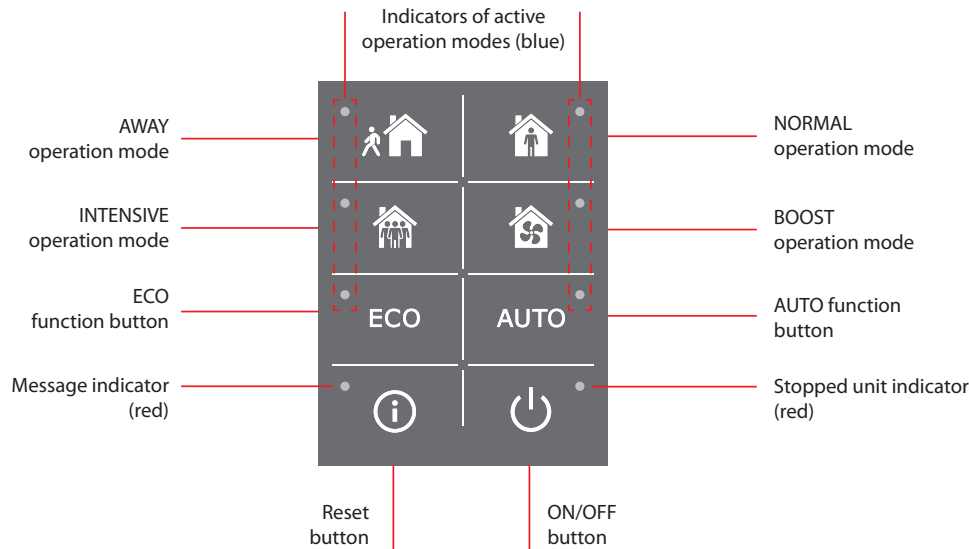 Indicators of active
operation modes (blue)
AWAY
operation mode
NORMAL
operation mode
INTENSIVE
operation mode
BOOST
operation mode
ECO
function button
ECO
AUTO
AUTO function
button
Message indicator
(red)
Stopped unit indicator
(red)
Reset
button
ON/OFF
button